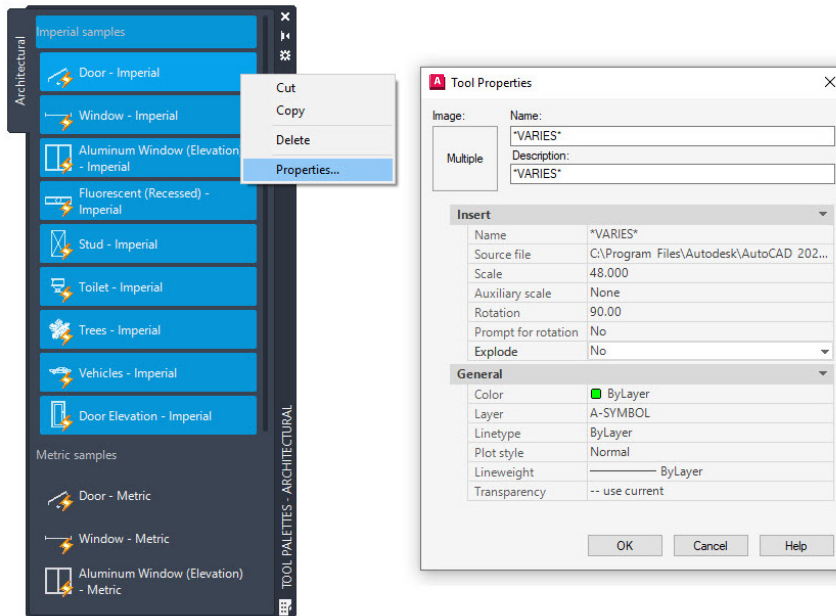 Architectural
Imperial samples
Door - Imperial
Window - Imperial
Aluminum Window (Elevation)
- Imperial
Fluorescent (Recessed) -
Imperial
Stud - Imperial
Toilet - Imperial
Trees - Imperial
Vehicles - Imperial
Door Elevation - Imperial
Metric samples
Door - Metric
Window - Metric
Aluminum Window (Elevation)
- Metric
TOOL PALETTES - ARCHITECTURAL
Cut
Copy
Delete
Properties...
A Tool Properties
Image:
Multiple
Name:
*VARIES*
Description:
*VARIES*
Insert
Name *VARIES*
Source file C:\Program Files\Autodesk\AutoCAD 202...
Scale 48.000
Auxiliary scale None
Rotation 90.00
Prompt for rotation No
Explode No
General
Color ByLayer
Layer A-SYMBOL
Linetype ByLayer
Plot style Normal
Lineweight ByLayer
Transparency -- use current
OK Cancel Help